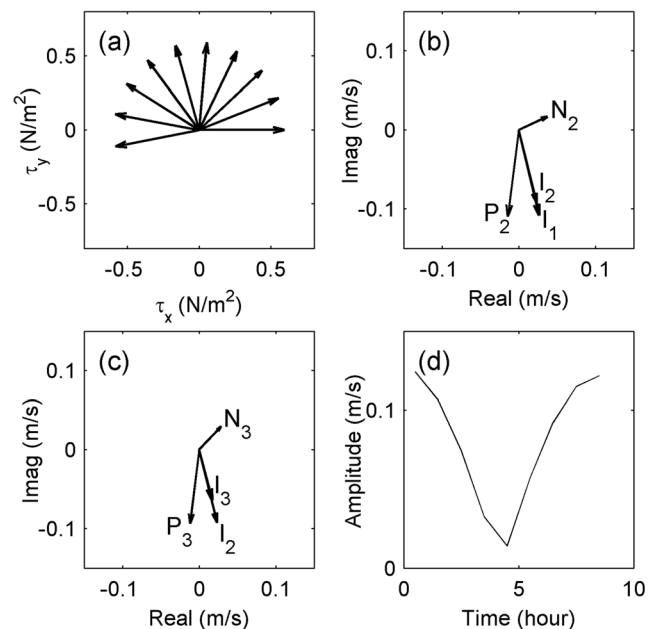 (a)
0.5
0
-0.5
τy (N/m²)
-0.5 0 0.5
τx (N/m²)
(b)
0.1
0
-0.1
Imag (m/s)
N2
I2
P2
I1
-0.1 0 0.1
Real (m/s)
(c)
0.1
0
-0.1
Imag (m/s)
N3
I3
P3
I2
-0.1 0 0.1
Real (m/s)
(d)
0.1
0
Amplitude (m/s)
0 5 10
Time (hour)